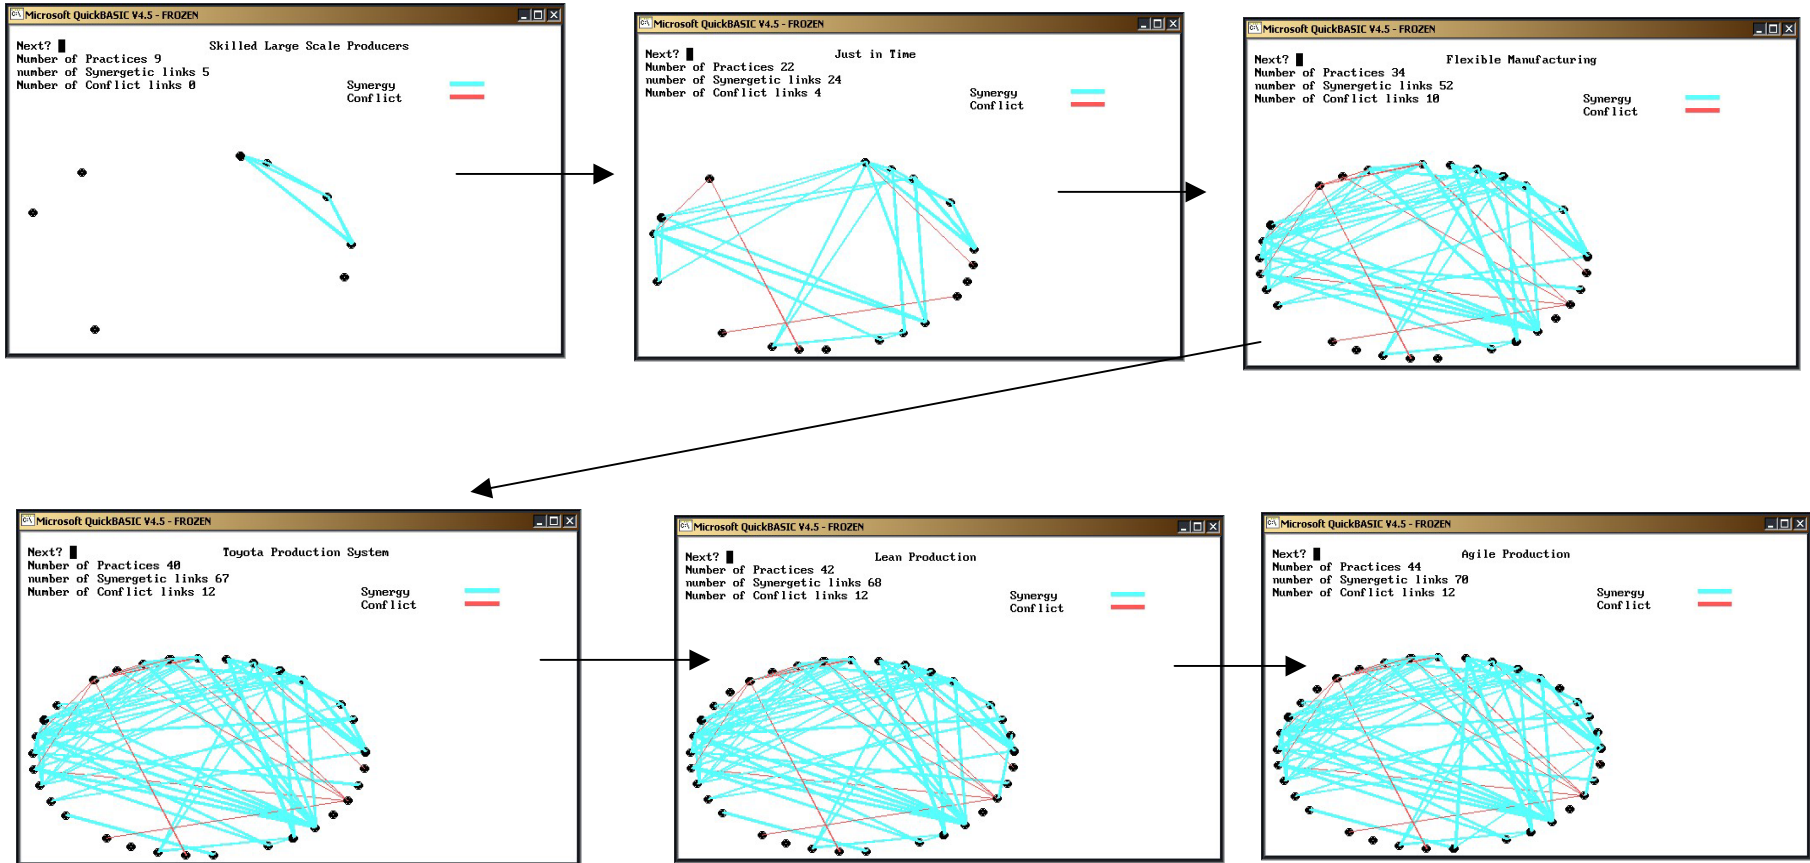 Microsoft QuickBASIC V4.5 - FROZEN
Next? Skilled Large Scale Producers
Number of Practices 9
number of Synergetic links 5
Number of Conflict links 0
Synergy
Conflict
Microsoft QuickBASIC V4.5 - FROZEN
Next? Just in Time
Number of Practices 22
number of Synergetic links 24
Number of Conflict links 4
Synergy
Conflict
Microsoft QuickBASIC V4.5 - FROZEN
Next? Flexible Manufacturing
Number of Practices 34
number of Synergetic links 52
Number of Conflict links 10
Synergy
Conflict
Microsoft QuickBASIC V4.5 - FROZEN
Next? Toyota Production System
Number of Practices 40
number of Synergetic links 67
Number of Conflict links 12
Synergy
Conflict
Microsoft QuickBASIC V4.5 - FROZEN
Next? Lean Production
Number of Practices 42
number of Synergetic links 68
Number of Conflict links 12
Synergy
Conflict
Microsoft QuickBASIC V4.5 - FROZEN
Next? Agile Production
Number of Practices 44
number of Synergetic links 70
Number of Conflict links 12
Synergy
Conflict